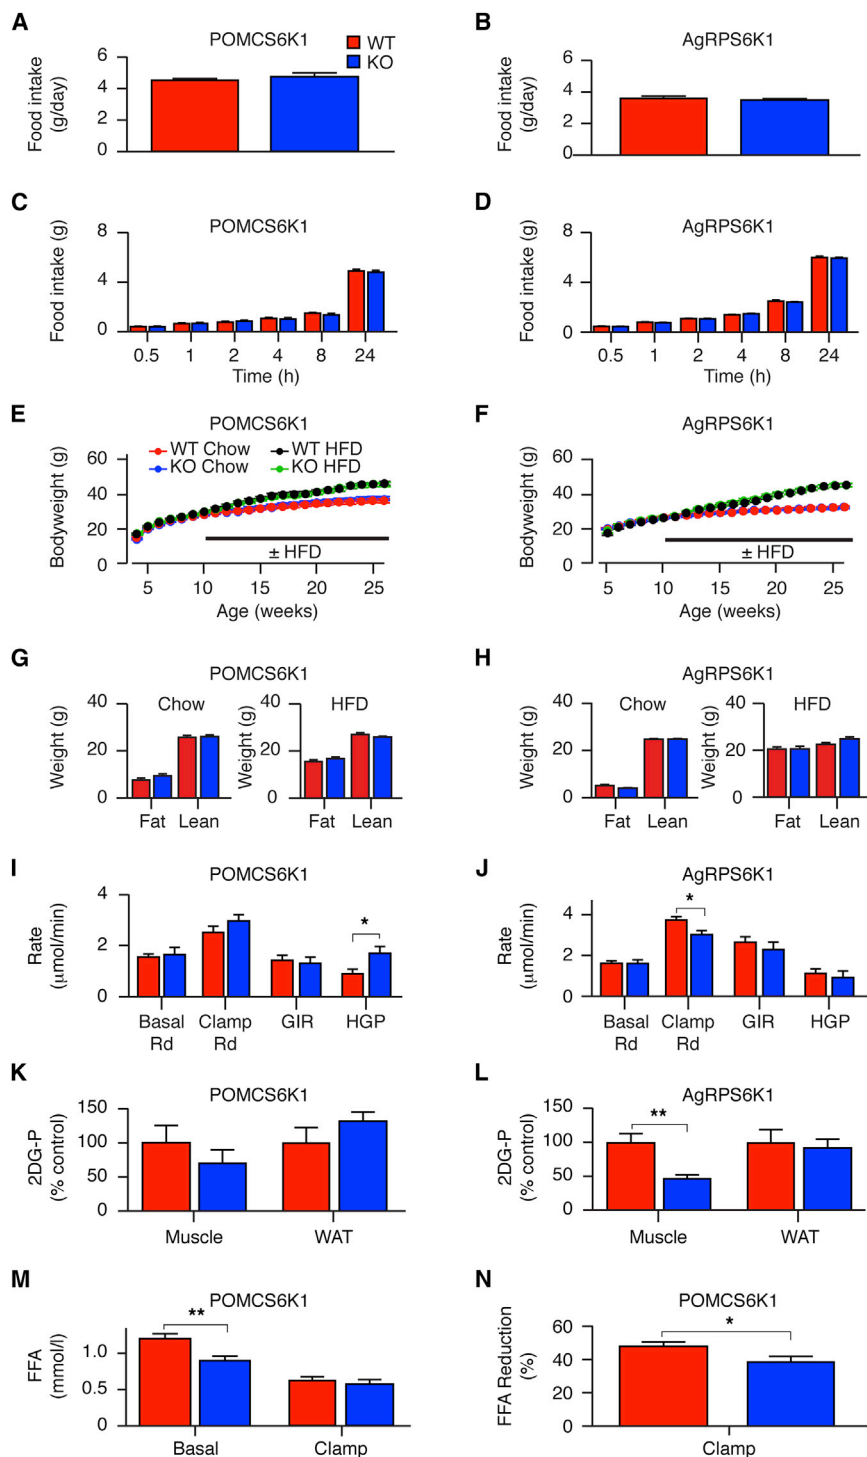 A
POMCS6K1
WT
KO
Food intake
(g/day)
6
4
2
0
B
AgRPS6K1
Food intake
(g/day)
6
4
2
0
C
POMCS6K1
Food intake (g)
8
4
0
0.5 1 2 4 8 24
Time (h)
D
AgRPS6K1
Food intake (g)
8
4
0
0.5 1 2 4 8 24
Time (h)
E
POMCS6K1
WT Chow WT HFD
KO Chow KO HFD
Bodyweight (g)
60
40
20
0
± HFD
5 10 15 20 25
Age (weeks)
F
AgRPS6K1
Bodyweight (g)
60
40
20
0
± HFD
5 10 15 20 25
Age (weeks)
G
POMCS6K1
Chow
Weight (g)
40
20
0
Fat Lean
HFD
Weight (g)
40
20
0
Fat Lean
H
AgRPS6K1
Chow
Weight (g)
40
20
0
Fat Lean
HFD
Weight (g)
40
20
0
Fat Lean
I
POMCS6K1
Rate
(μmol/min)
4
2
0
*
Basal Rd Clamp Rd GIR HGP
J
AgRPS6K1
Rate
(μmol/min)
4
2
0
*
Basal Rd Clamp Rd GIR HGP
K
POMCS6K1
2DG-P
(% control)
150
100
50
0
Muscle WAT
L
AgRPS6K1
2DG-P
(% control)
150
100
50
0
**
Muscle WAT
M
POMCS6K1
FFA
(mmol/l)
1.0
0.5
0
**
Basal Clamp
N
POMCS6K1
FFA Reduction
(%)
60
40
20
0
*
Clamp